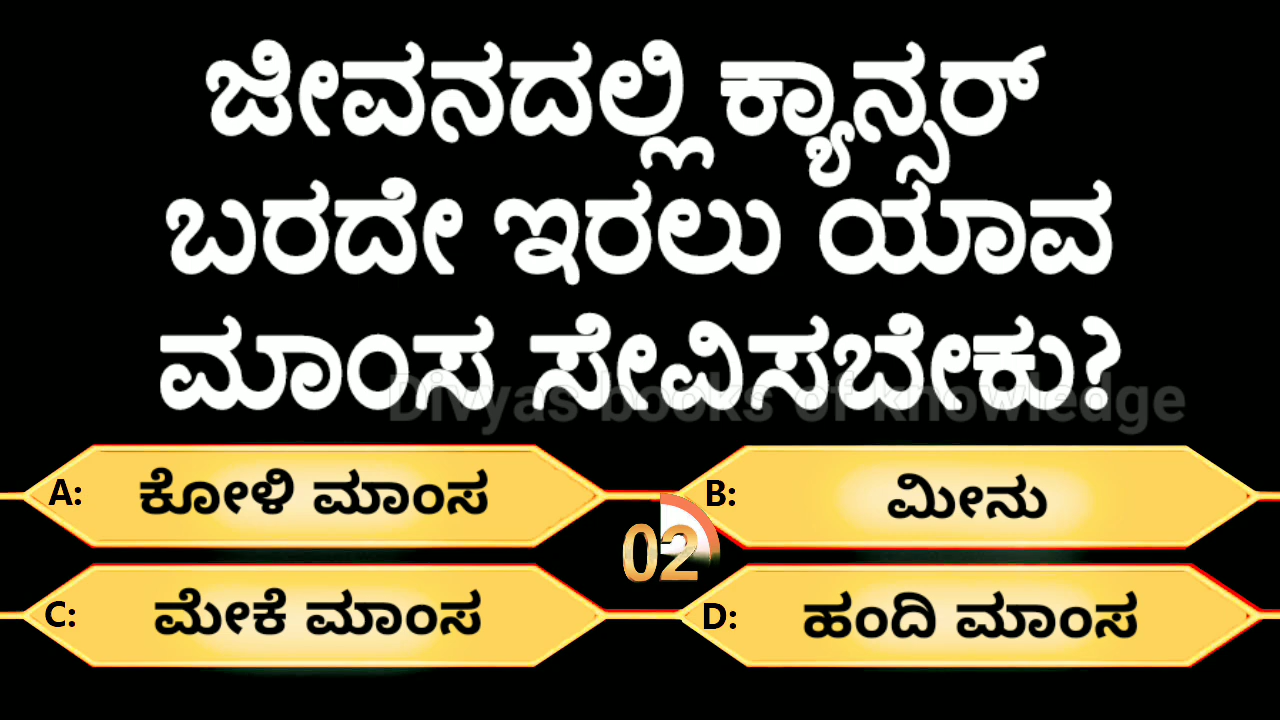 ಜೀವನದಲ್ಲಿ ಕ್ಯಾನ್ಸರ್
ಬರದೇ ಇರಲು ಯಾವ
ಮಾಂಸ ಸೇವಿಸಬೇಕು?
Divyas books of knowledge
A: ಕೋಳಿ ಮಾಂಸ
B: ಮೀನು
02
C: ಮೇಕೆ ಮಾಂಸ
D: ಹಂದಿ ಮಾಂಸ